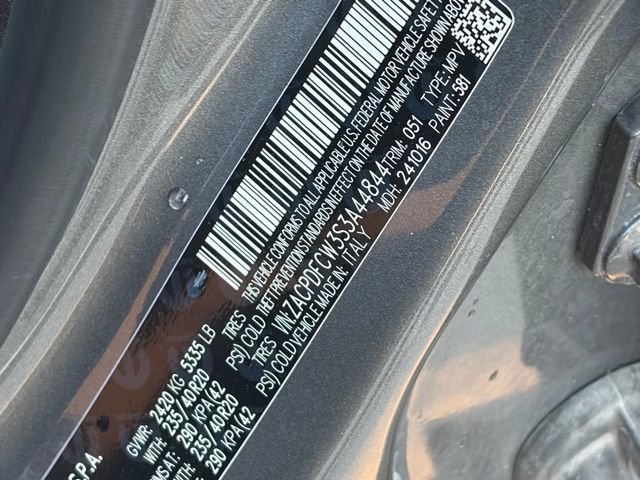 S.P.A.
GVWR: 2420 KG 5335 LB
WITH: 235/40R20 TIRES
AT: 290 KPA(42 PSI) COLD
WITH: 235/40R20 TIRES
290 KPA(42 PSI) COLD
THIS VEHICLE CONFORMS TO ALL APPLICABLE U.S. FEDERAL MOTOR VEHICLE SAFETY
THEFT PREVENTION STANDARDS IN EFFECT ON THE DATE OF MANUFACTURE SHOWN
VIN: ZACPDFCW3S3A44844 TRIM: 051 TYPE: MPV
VEHICLE MADE IN: ITALY MDH: 241016 PAINT: 581